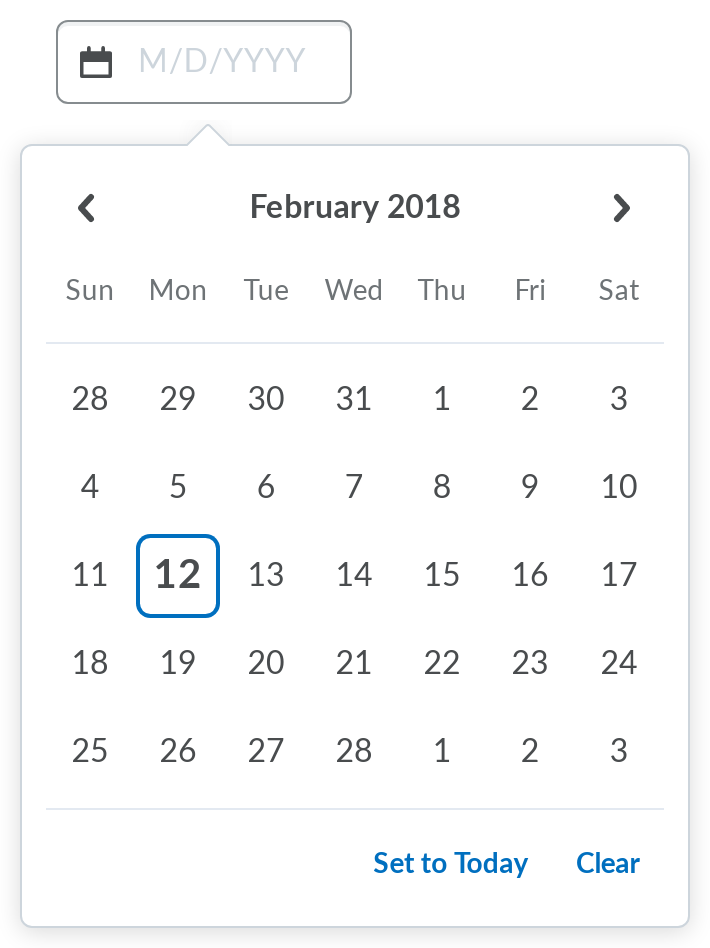 M/D/YYYY
February 2018
Sun Mon Tue Wed Thu Fri Sat
28 29 30 31 1 2 3
4 5 6 7 8 9 10
11 12 13 14 15 16 17
18 19 20 21 22 23 24
25 26 27 28 1 2 3
Set to Today Clear